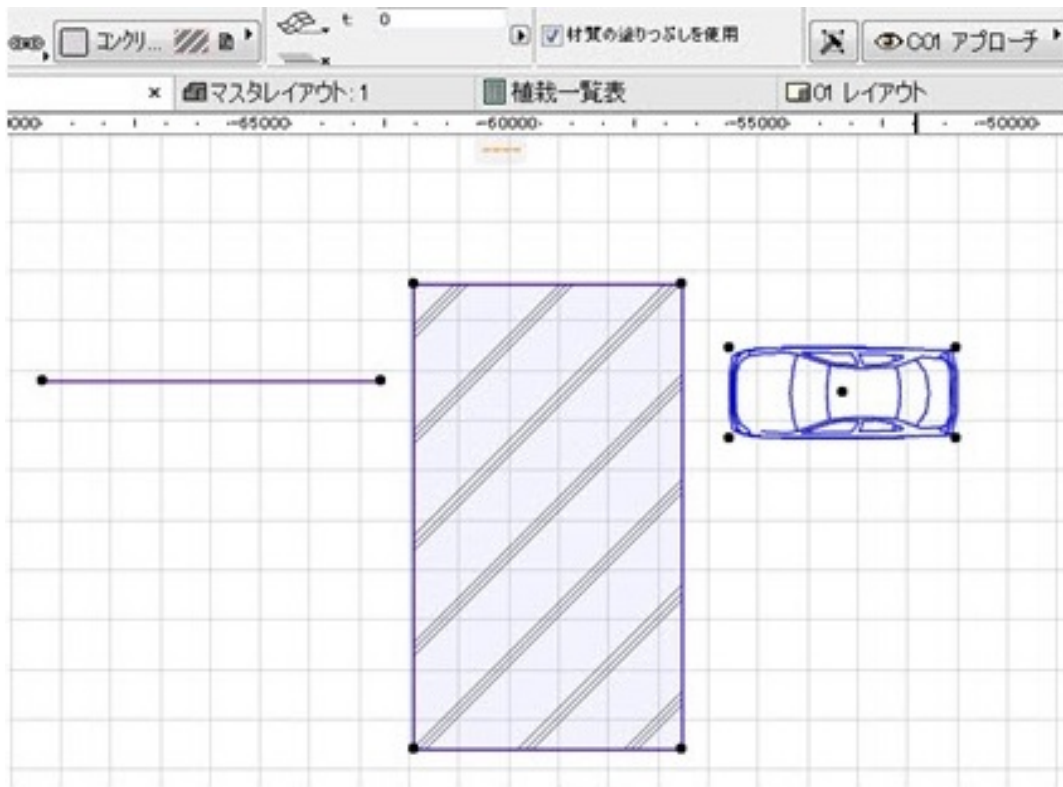 t: 0
コンクリ... 材質の塗りつぶしを使用 C01 アプローチ
× マスタレイアウト: 1 植栽一覧表 01 レイアウト
0000 -65000 -60000 -55000 -50000